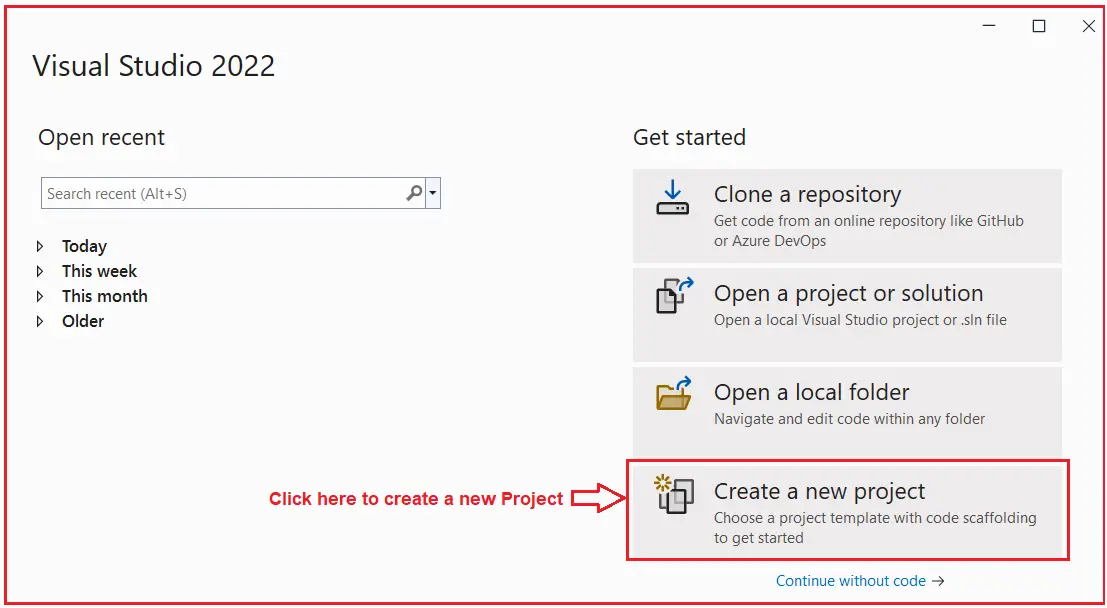 Visual Studio 2022
Open recent
Search recent (Alt+S)
Today
This week
This month
Older
Get started
Clone a repository
Get code from an online repository like GitHub
or Azure DevOps
Open a project or solution
Open a local Visual Studio project or .sln file
Open a local folder
Navigate and edit code within any folder
Click here to create a new Project
Create a new project
Choose a project template with code scaffolding
to get started
Continue without code →